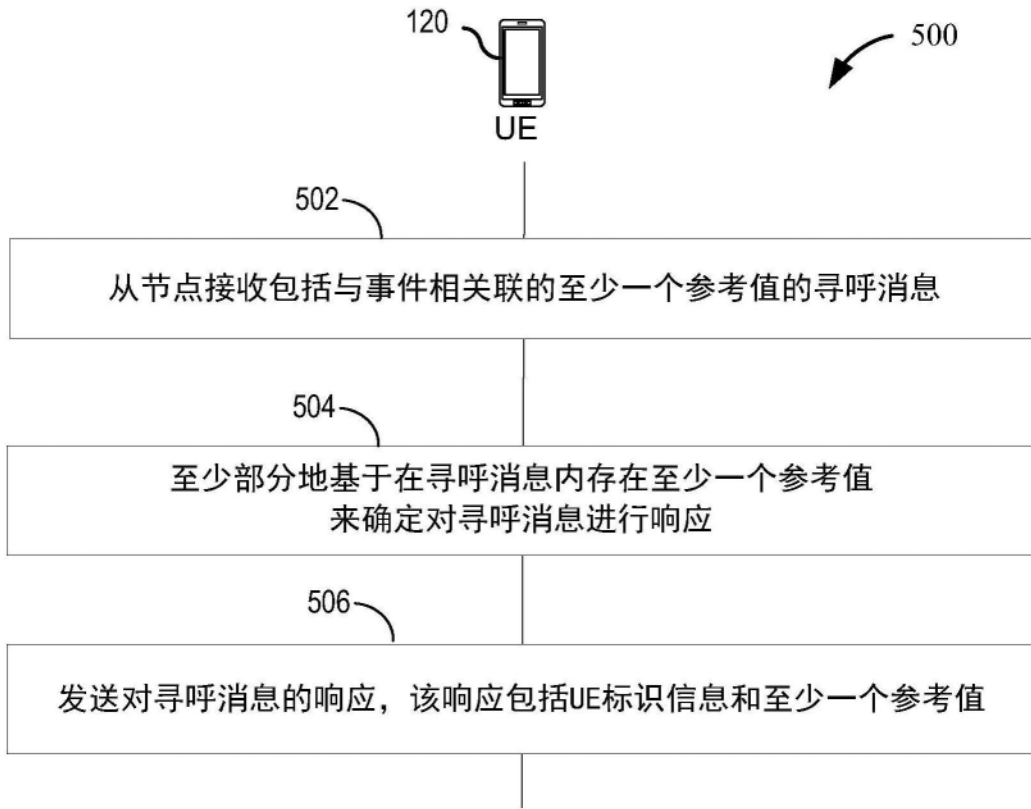 120
500
UE
502
从节点接收包括与事件相关联的至少一个参考值的寻呼消息
504
至少部分地基于在寻呼消息内存在至少一个参考值
来确定对寻呼消息进行响应
506
发送对寻呼消息的响应，该响应包括UE标识信息和至少一个参考值